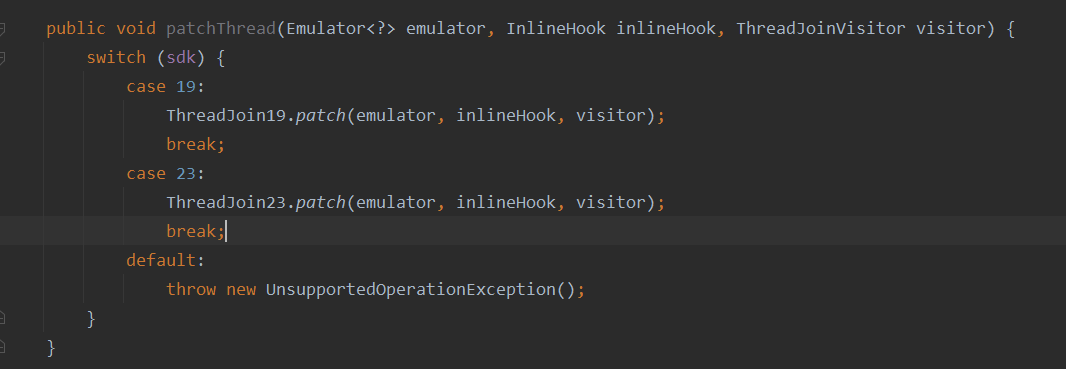 public void patchThread(Emulator<?> emulator, InlineHook inlineHook, ThreadJoinVisitor visitor) {
switch (sdk) {
case 19:
ThreadJoin19.patch(emulator, inlineHook, visitor);
break;
case 23:
ThreadJoin23.patch(emulator, inlineHook, visitor);
break;
default:
throw new UnsupportedOperationException();
}
}